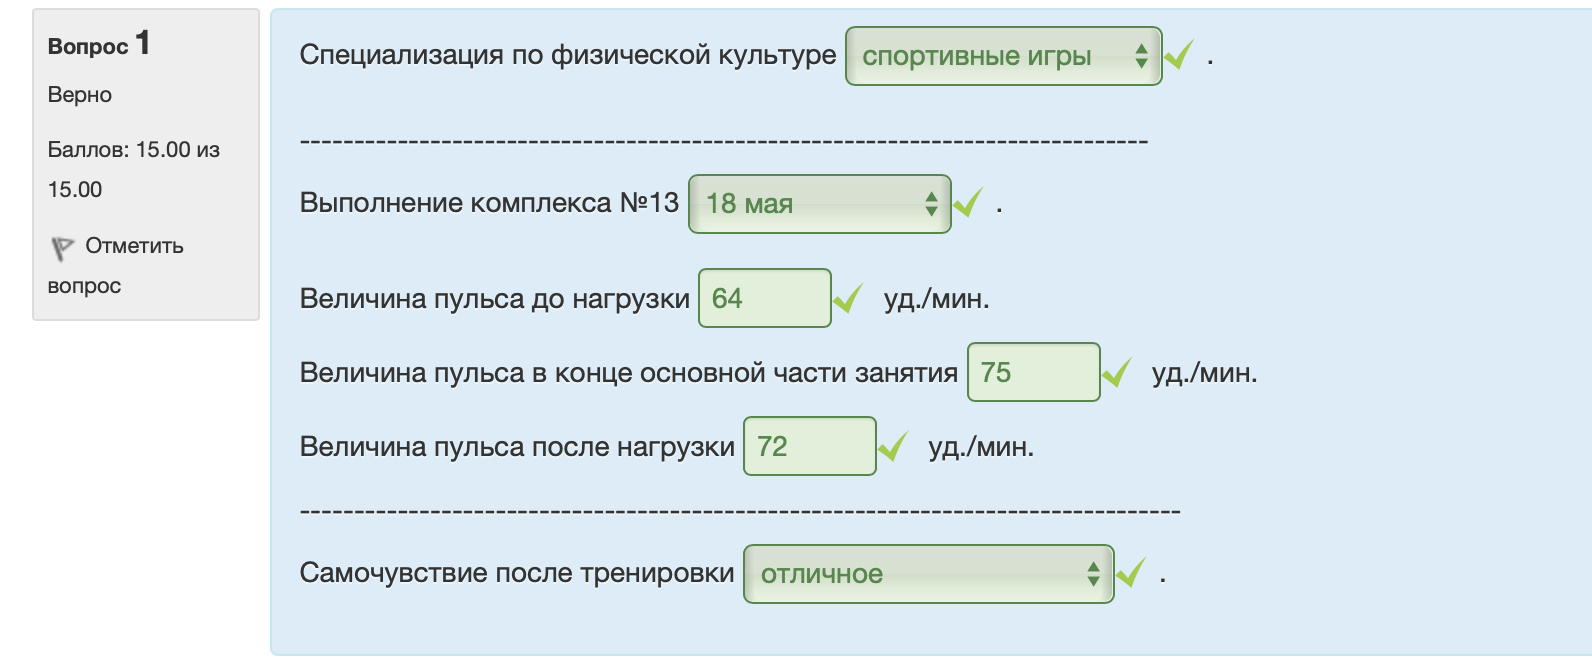 Вопрос 1
Верно
Баллов: 15.00 из
15.00
Отметить
вопрос
Специализация по физической культуре спортивные игры .
------------------------------------------------------------------------------
Выполнение комплекса №13 18 мая .
Величина пульса до нагрузки 64 уд./мин.
Величина пульса в конце основной части занятия 75 уд./мин.
Величина пульса после нагрузки 72 уд./мин.
---------------------------------------------------------------------------------
Самочувствие после тренировки отличное .